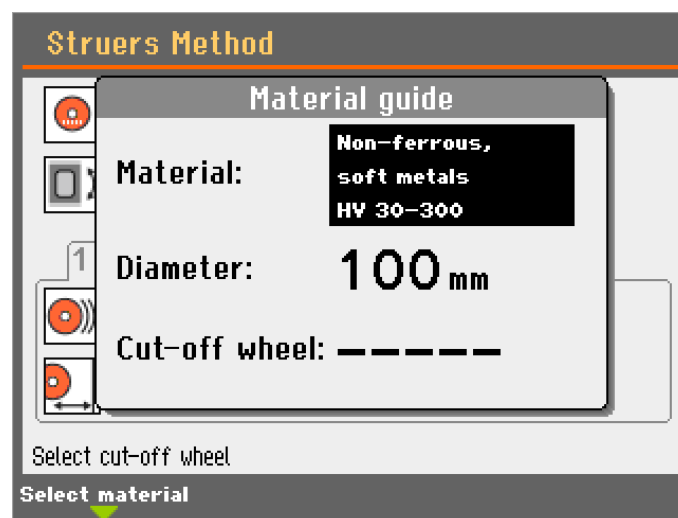 Struers Method
Material guide
Material:
Non-ferrous,
soft metals
HV 30-300
1
Diameter:
100 mm
Cut-off wheel: -----
Select cut-off wheel
Select material